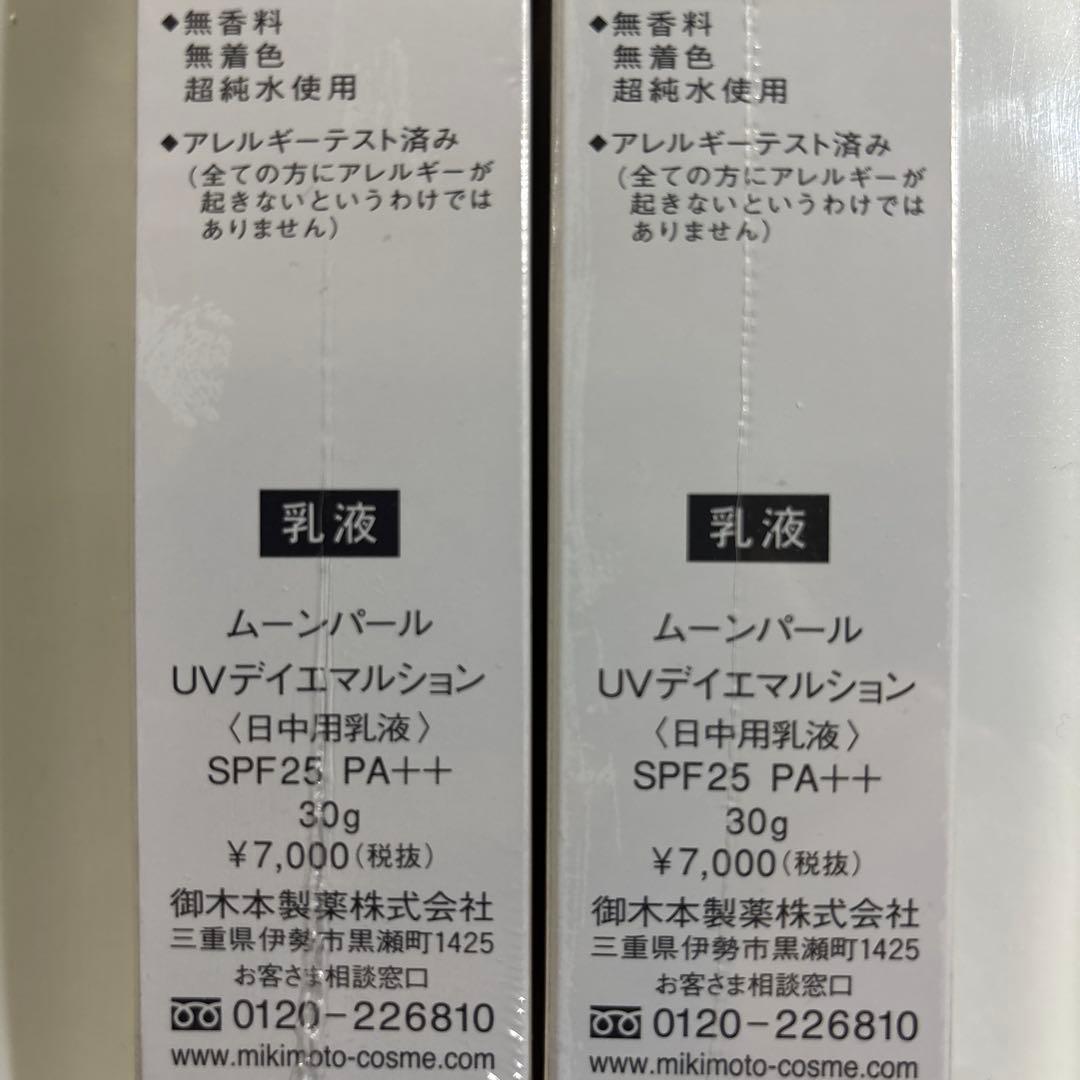 ◆無香料
無着色
超純水使用
◆アレルギーテスト済み
(全ての方にアレルギーが
起きないというわけでは
ありません)
乳液
ムーンパール
UVデイエマルション
〈日中用乳液〉
SPF25 PA++
30g
¥7,000(税抜)
御木本製薬株式会社
三重県伊勢市黒瀬町1425
お客さま相談窓口
0120-226810
www.mikimoto-cosme.com
◆無香料
無着色
超純水使用
◆アレルギーテスト済み
(全ての方にアレルギーが
起きないというわけでは
ありません)
乳液
ムーンパール
UVデイエマルション
〈日中用乳液〉
SPF25 PA++
30g
¥7,000(税抜)
御木本製薬株式会社
三重県伊勢市黒瀬町1425
お客さま相談窓口
0120-226810
www.mikimoto-cosme.com